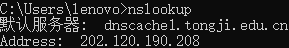 C:\Users\lenovo>nslookup
默认服务器:  dnscache1.tongji.edu.cn
Address:  202.120.190.208